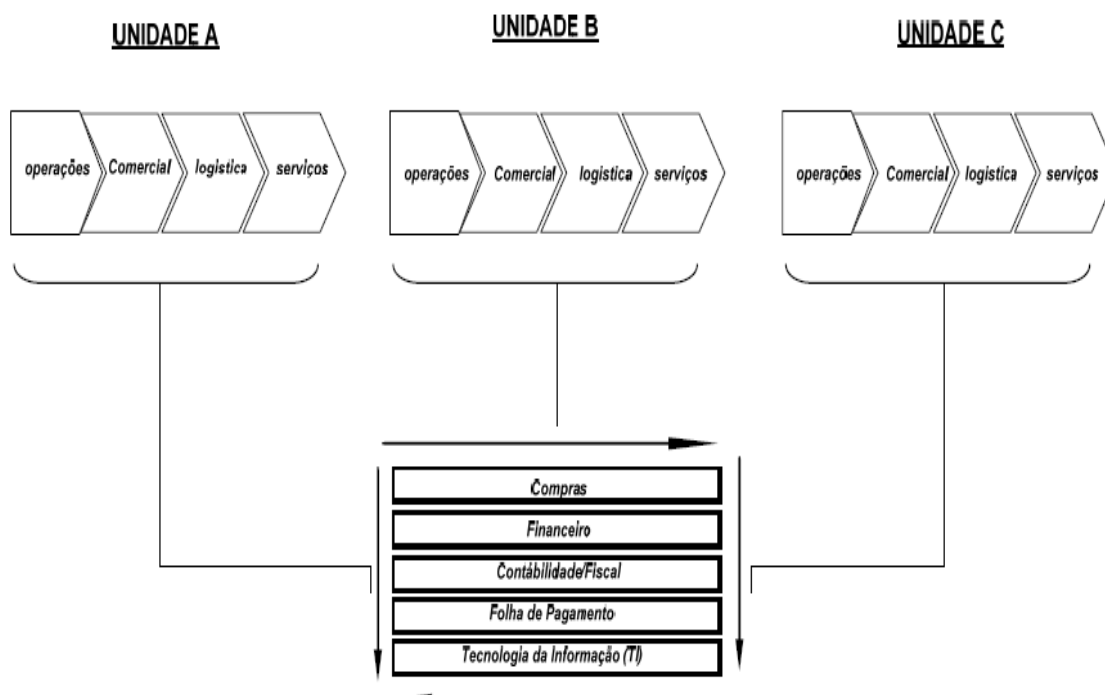 UNIDADE A
UNIDADE B
UNIDADE C
operações
Comercial
logistica
serviços
operações
Comercial
logistica
serviços
operações
Comercial
logistica
serviços
Compras
Financeiro
Contábilidade/Fiscal
Folha de Pagamento
Tecnologia da Informação (TI)